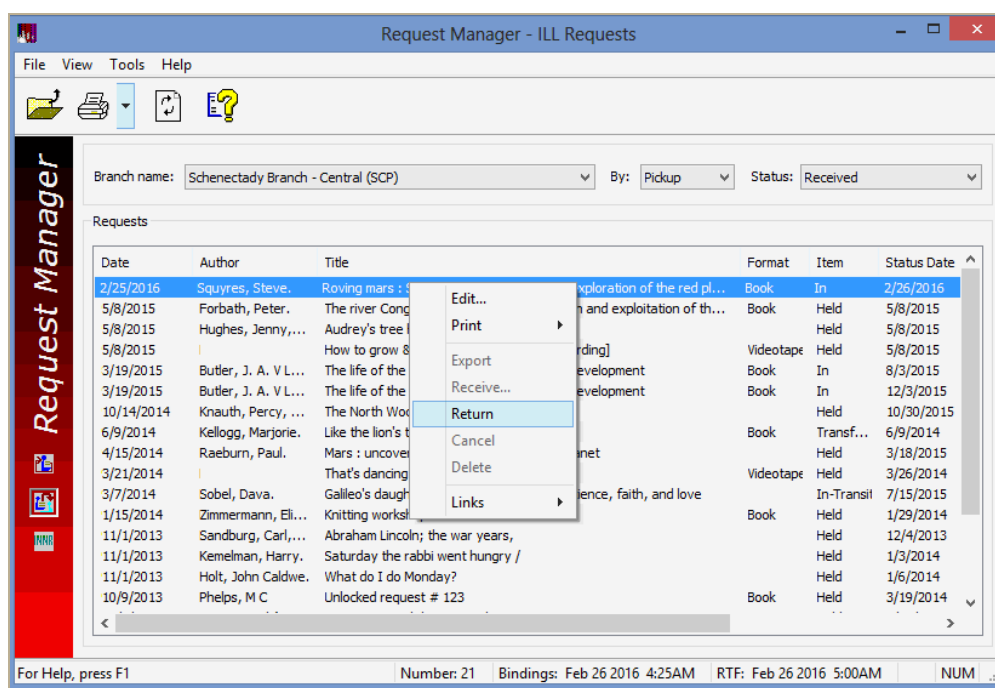 Request Manager - ILL Requests
File View Tools Help
Request Manager
Branch name: Schenectady Branch - Central (SCP) By: Pickup Status: Received
Requests
Date Author Title Format Item Status Date
2/25/2016 Squyres, Steve. Roving mars : xploration of the red pl... Book In 2/26/2016
5/8/2015 Forbath, Peter. The river Cong n and exploitation of th... Book Held 5/8/2015
5/8/2015 Hughes, Jenny,... Audrey's tree Held 5/8/2015
5/8/2015 How to grow & rding] Videotape Held 5/8/2015
3/19/2015 Butler, J. A. V L... The life of the evelopment Book In 8/3/2015
3/19/2015 Butler, J. A. V L... The life of the evelopment Book In 12/3/2015
10/14/2014 Knauth, Percy, ... The North Woo Held 10/30/2015
6/9/2014 Kellogg, Marjorie. Like the lion's t Book Transf... 6/9/2014
4/15/2014 Raeburn, Paul. Mars : uncover anet Held 3/18/2015
3/21/2014 That's dancing Videotape Held 3/26/2014
3/7/2014 Sobel, Dava. Galileo's daugh ience, faith, and love In-Transit 7/15/2015
1/15/2014 Zimmermann, Eli... Knitting worksh Book Held 1/29/2014
11/1/2013 Sandburg, Carl,... Abraham Lincoln; the war years, Held 12/4/2013
11/1/2013 Kemelman, Harry. Saturday the rabbi went hungry / Held 1/3/2014
11/1/2013 Holt, John Caldwe. What do I do Monday? Held 1/6/2014
10/9/2013 Phelps, M C Unlocked request # 123 Book Held 3/19/2014
Edit...
Print
Export
Receive...
Return
Cancel
Delete
Links
INNR
For Help, press F1 Number: 21 Bindings: Feb 26 2016 4:25AM RTF: Feb 26 2016 5:00AM NUM